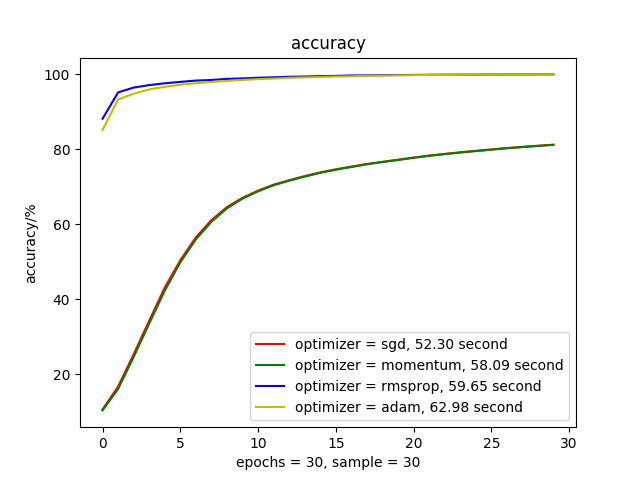 accuracy
100
80
60
40
20
accuracy/%
optimizer = sgd, 52.30 second
optimizer = momentum, 58.09 second
optimizer = rmsprop, 59.65 second
optimizer = adam, 62.98 second
0 5 10 15 20 25 30
epochs = 30, sample = 30